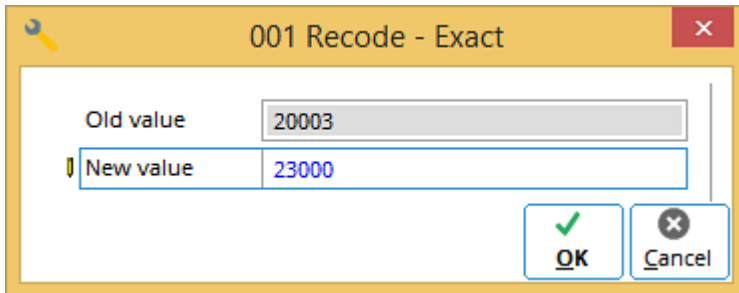 001 Recode - Exact
Old value 20003
New value 23000
OK Cancel